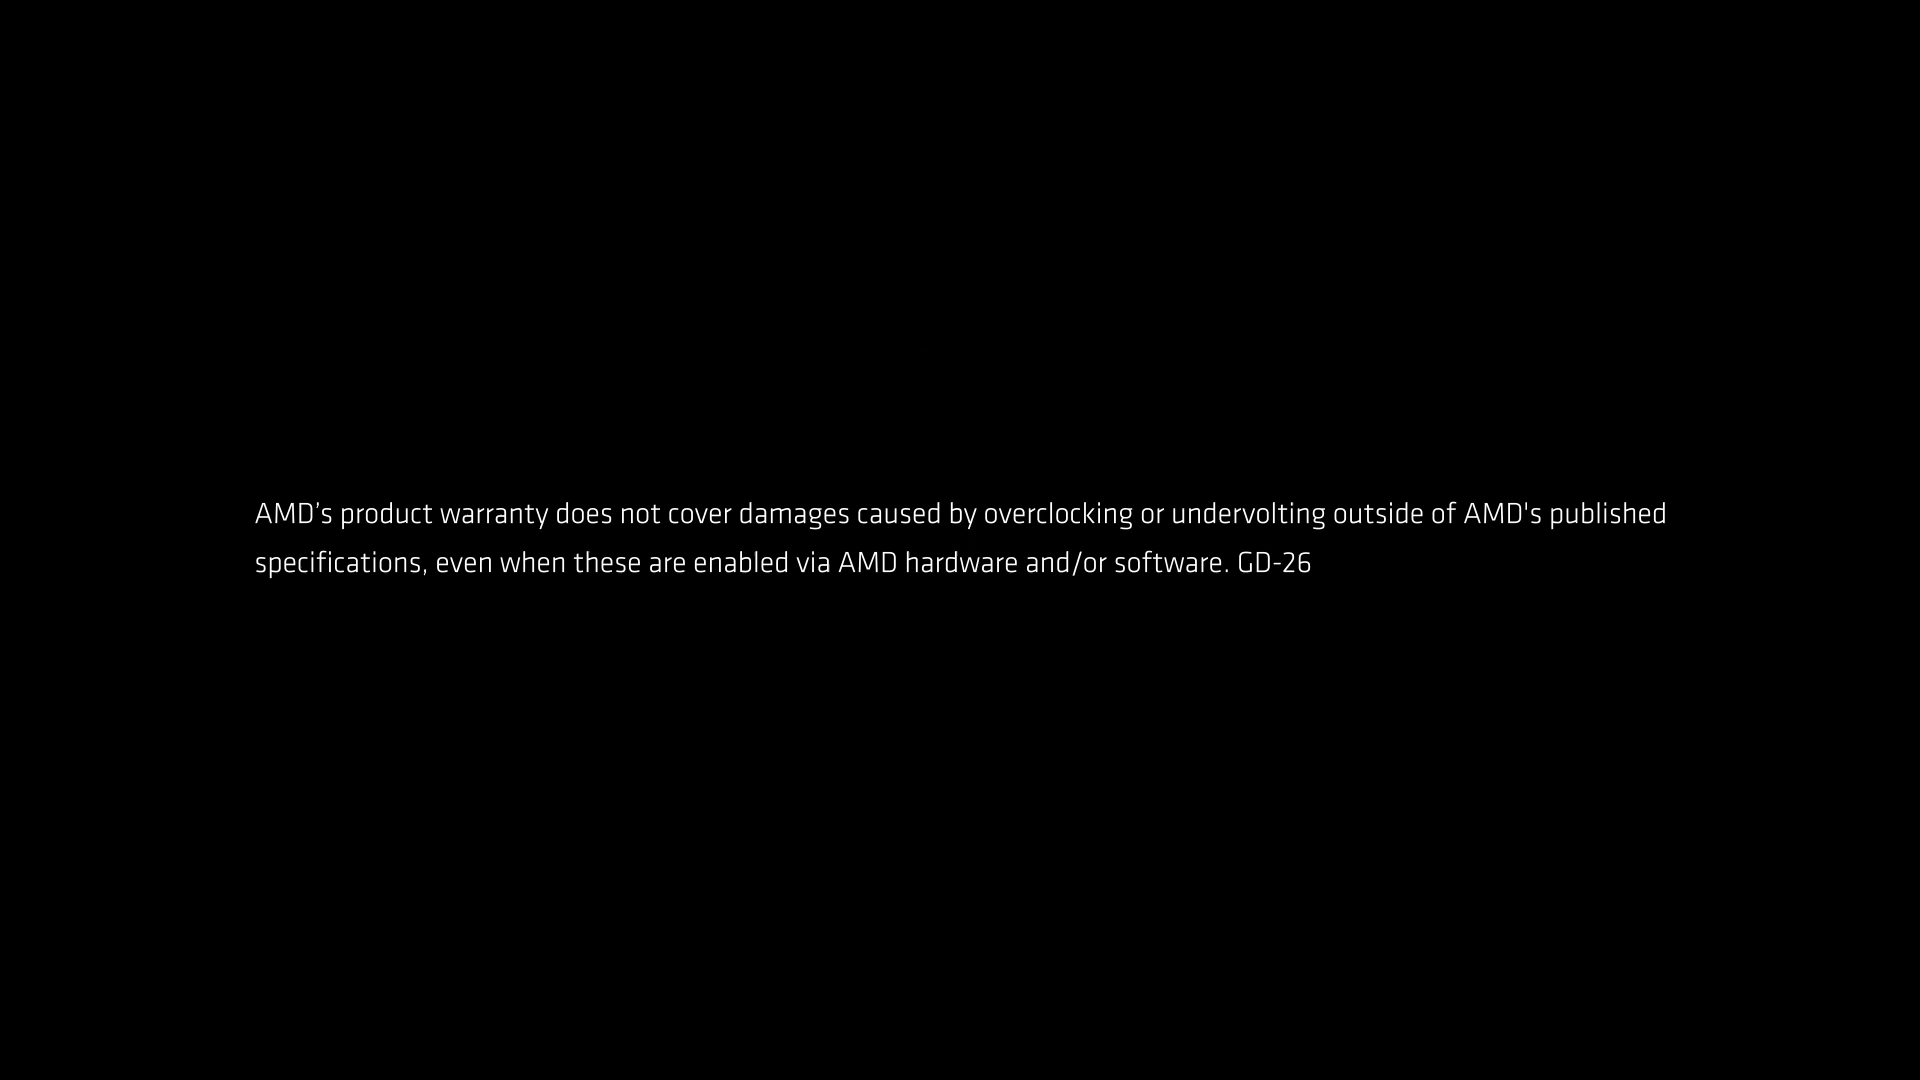 AMD’s product warranty does not cover damages caused by overclocking or undervolting outside of AMD's published
specifications, even when these are enabled via AMD hardware and/or software. GD-26